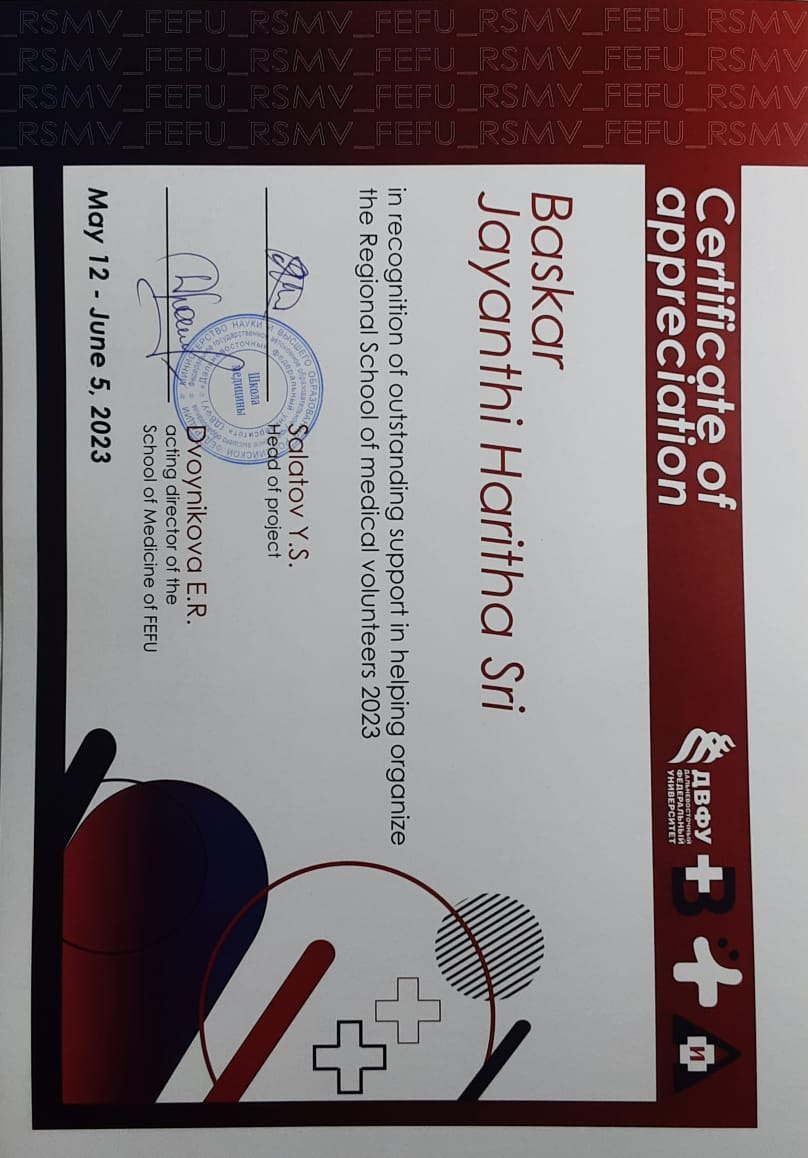 _RSMV_FEFU_RSMV_FEFU_RSMV_FEFU_RSMV
_RSMV_FEFU_RSMV_FEFU_RSMV_FEFU_RSMV
_RSMV_FEFU_RSMV_FEFU_RSMV_FEFU_RSMV
_RSMV_FEFU_RSMV_FEFU_RSMV_FEFU_RSMV
Certificate of
appreciation
ДВФУ
ДАЛЬНЕВОСТОЧНЫЙ
ФЕДЕРАЛЬНЫЙ
УНИВЕРСИТЕТ
В
И
Baskar
Jayanthi Haritha Sri
in recognition of outstanding support in helping organize
the Regional School of medical volunteers 2023
Salatov Y.S.
Head of project
Школа
медицины
Dvoynikova E.R.
acting director of the
School of Medicine of FEFU
May 12 - June 5, 2023